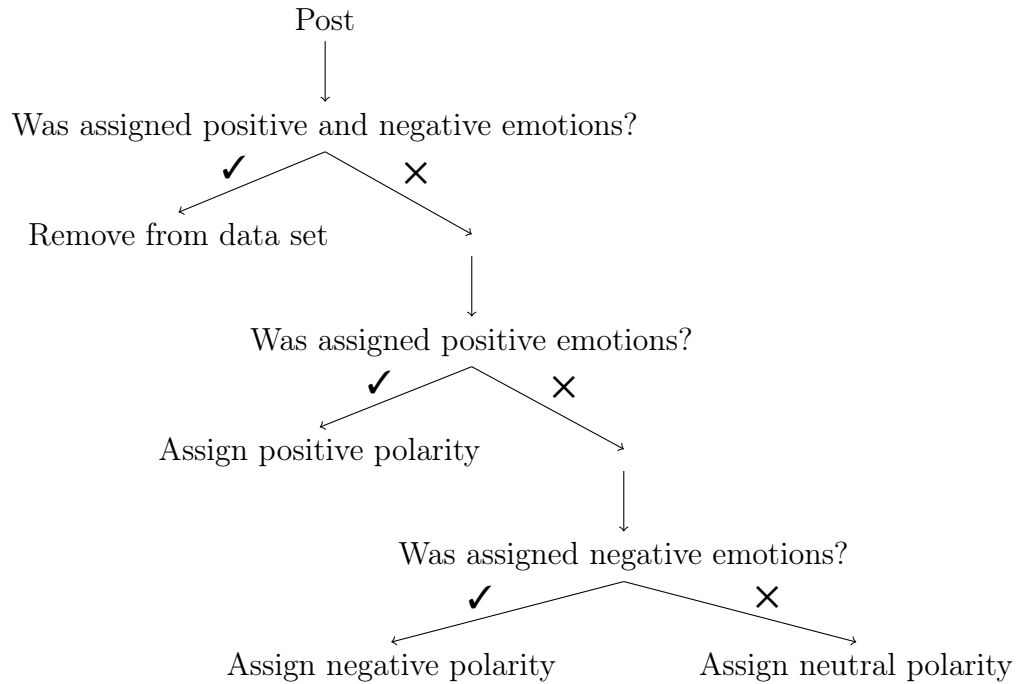 Post
Was assigned positive and negative emotions?
✓
×
Remove from data set
Was assigned positive emotions?
✓
×
Assign positive polarity
Was assigned negative emotions?
✓
×
Assign negative polarity
Assign neutral polarity